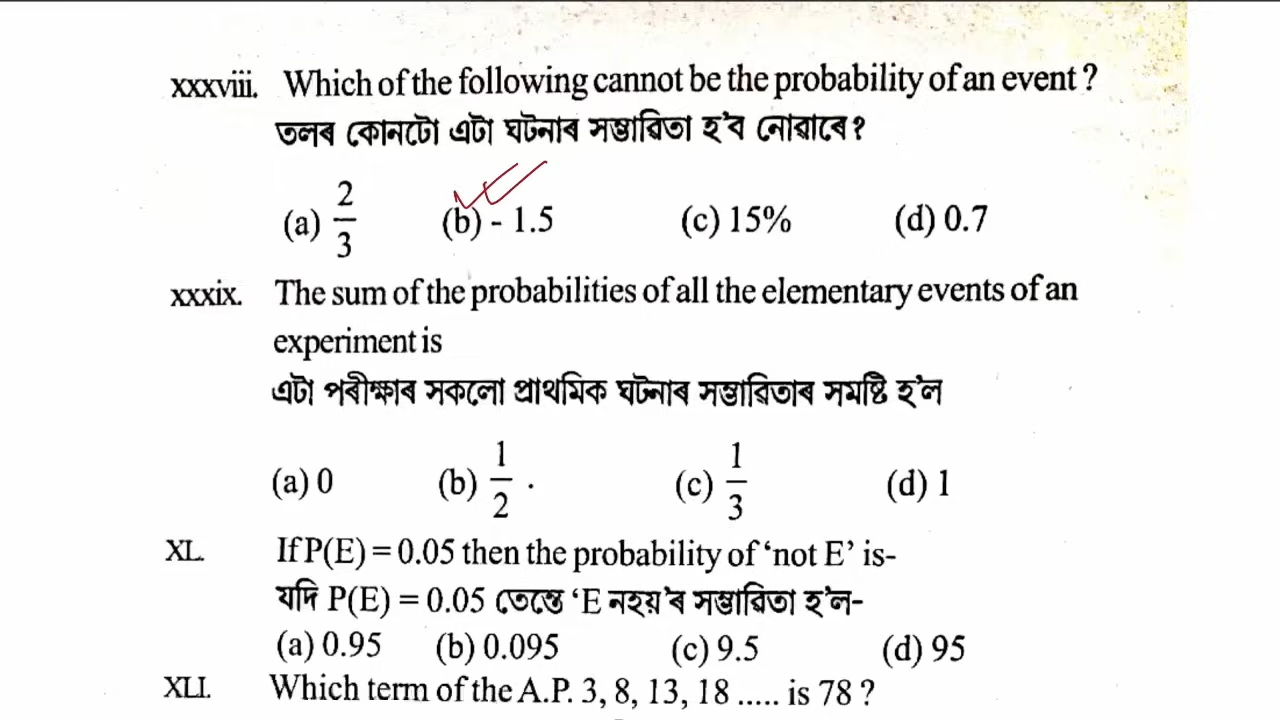 xxxviii. Which of the following cannot be the probability of an event ?
তলৰ কোনটো এটা ঘটনাৰ সম্ভাৱিতা হ'ব নোৱাৰে?
(a) 2/3 (b) - 1.5 (c) 15% (d) 0.7
xxxix. The sum of the probabilities of all the elementary events of an
experiment is
এটা পৰীক্ষাৰ সকলো প্ৰাথমিক ঘটনাৰ সম্ভাৱিতাৰ সমষ্টি হ'ল
(a) 0 (b) 1/2 . (c) 1/3 (d) 1
XL. If P(E) = 0.05 then the probability of ‘not E’ is-
যদি P(E) = 0.05 তেন্তে ‘E নহয়’ৰ সম্ভাৱিতা হ'ল-
(a) 0.95 (b) 0.095 (c) 9.5 (d) 95
XLI. Which term of the A.P. 3, 8, 13, 18 ..... is 78 ?